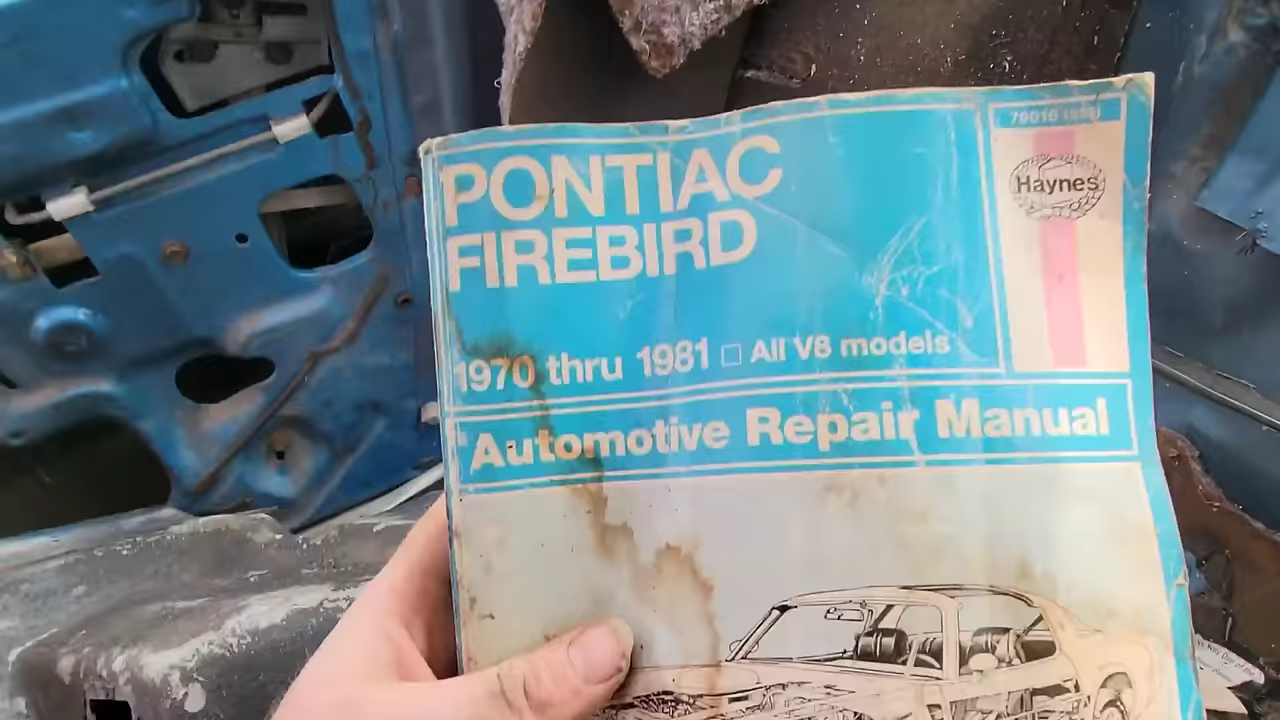 PONTIAC
FIREBIRD
1970 thru 1981 □ All V8 models
Automotive Repair Manual
Haynes